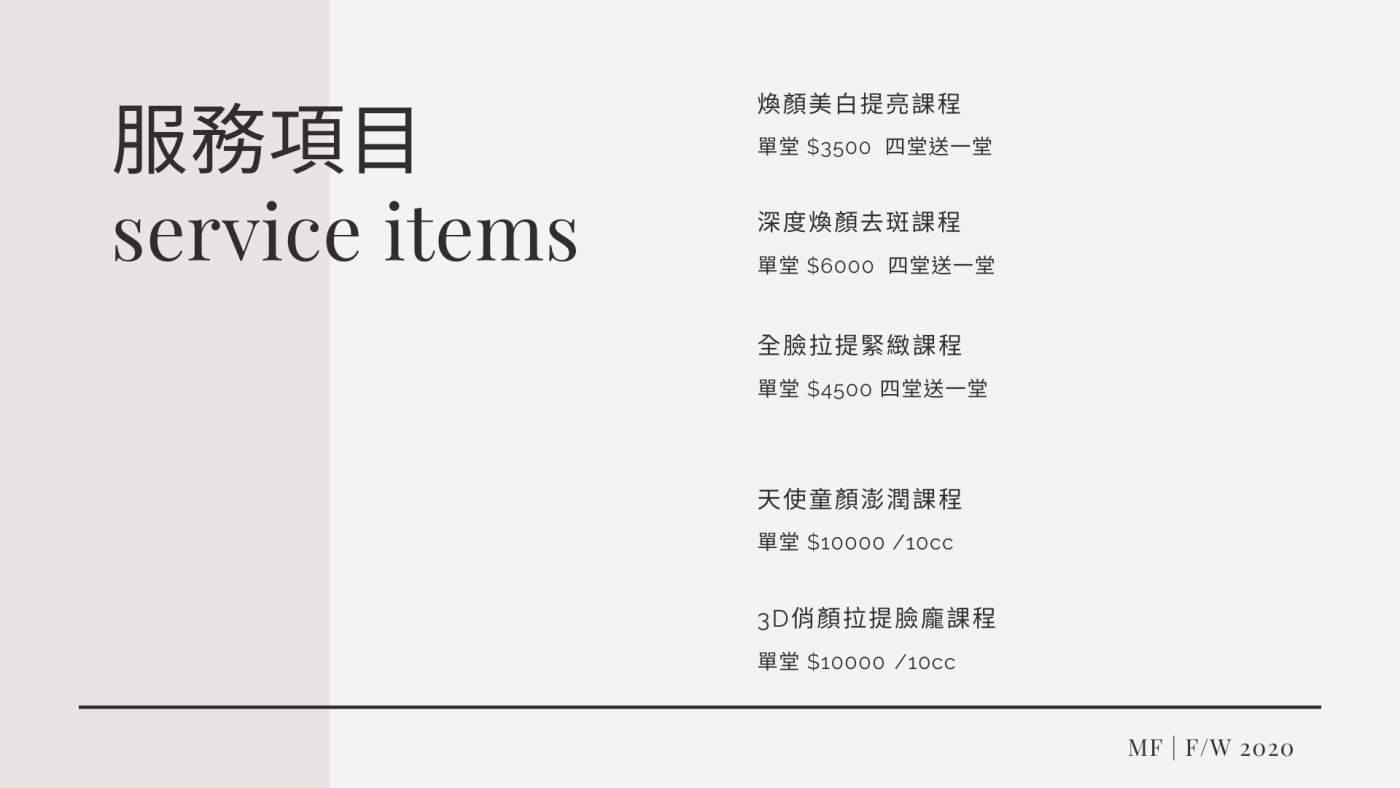 服務項目
service items
煥顏美白提亮課程
單堂 $3500 四堂送一堂
深度煥顏去斑課程
單堂 $6000 四堂送一堂
全臉拉提緊緻課程
單堂 $4500 四堂送一堂
天使童顏澎潤課程
單堂 $10000 /10cc
3D俏顏拉提臉龐課程
單堂 $10000 /10cc
MF | F/W 2020